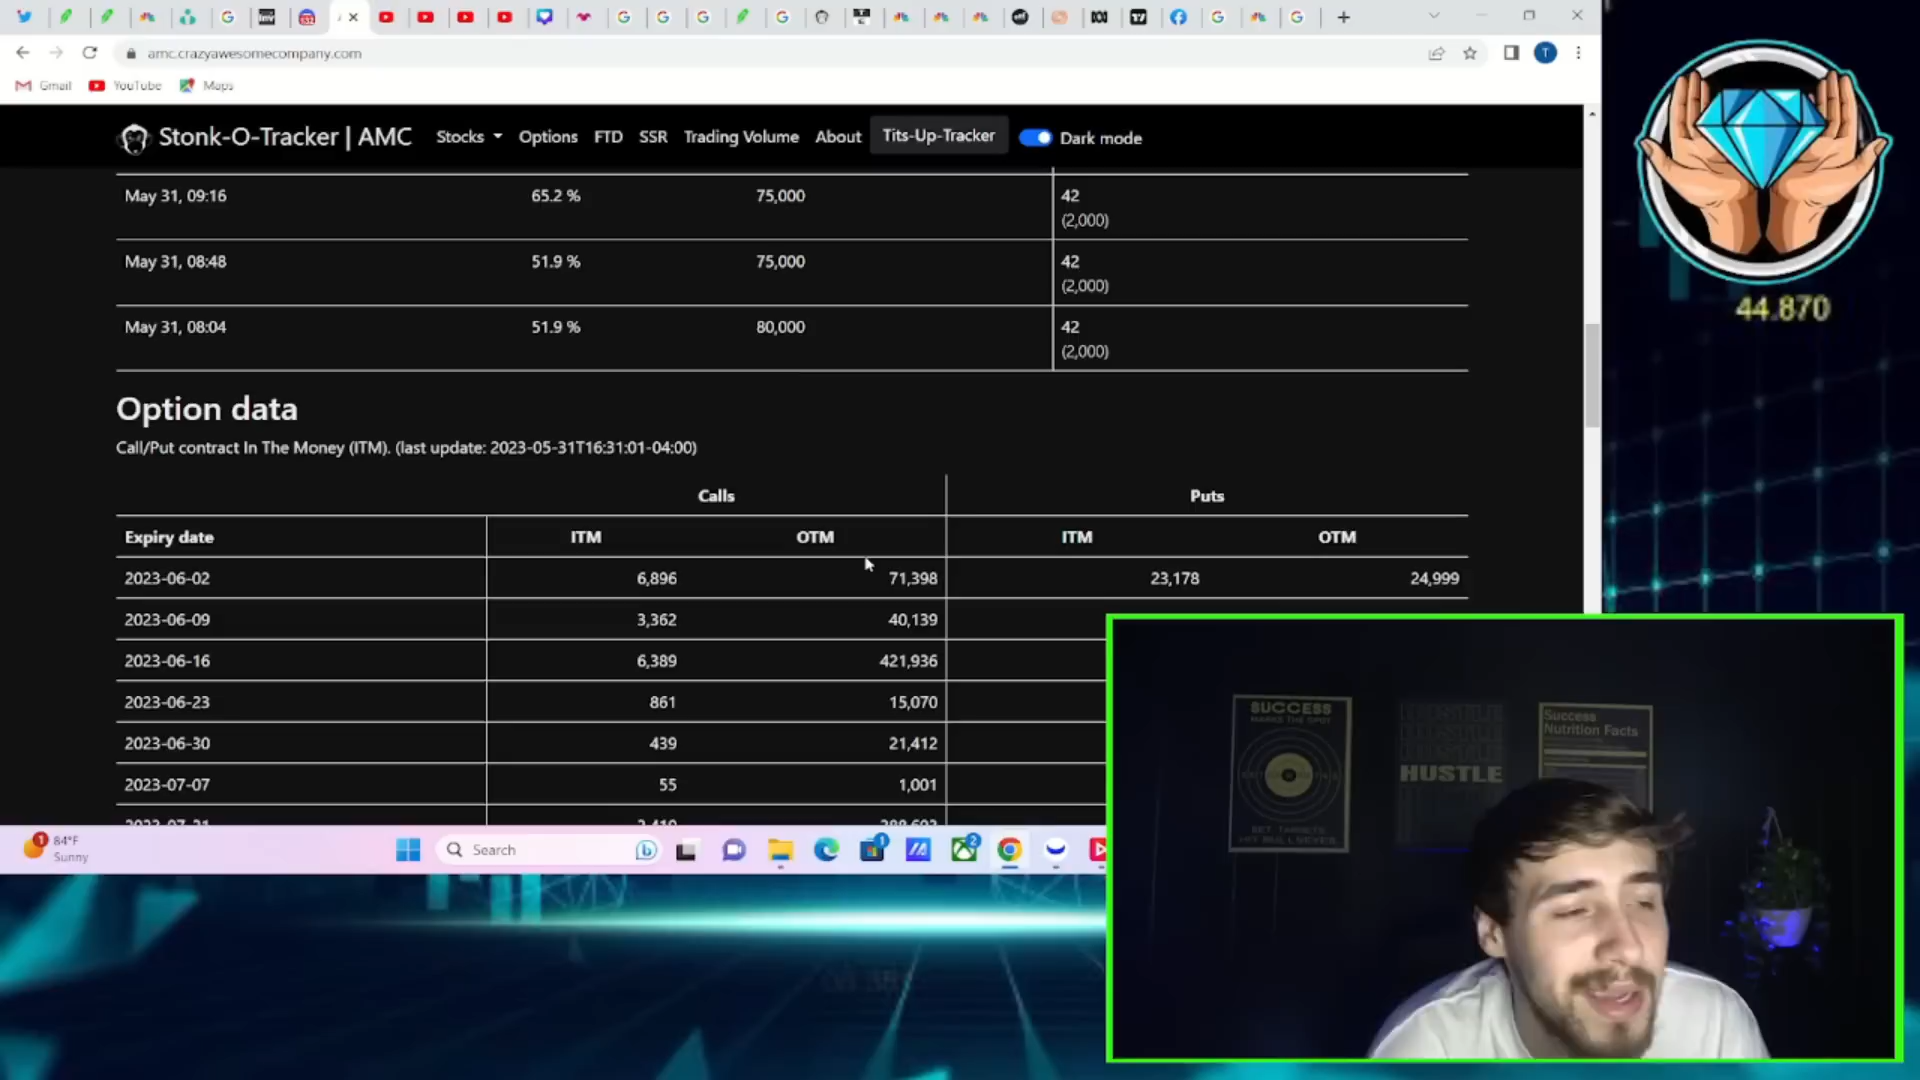 amc.crazyawesomecompany.com
Gmail YouTube Maps
Stonk-O-Tracker | AMC Stocks Options FTD SSR Trading Volume About Tits-Up-Tracker Dark mode
May 31, 09:16 65.2 % 75,000 42
(2,000)
May 31, 08:48 51.9 % 75,000 42
(2,000)
May 31, 08:04 51.9 % 80,000 42
(2,000)
44.870
Option data
Call/Put contract In The Money (ITM). (last update: 2023-05-31T16:31:01-04:00)
Calls Puts
Expiry date ITM OTM ITM OTM
2023-06-02 6,896 71,398 23,178 24,999
2023-06-09 3,362 40,139
2023-06-16 6,389 421,936
2023-06-23 861 15,070
2023-06-30 439 21,412
2023-07-07 55 1,001
84°F
Sunny
Search
SUCCESS
MARKS THE SPOT
HUSTLE
Success
Nutrition Facts